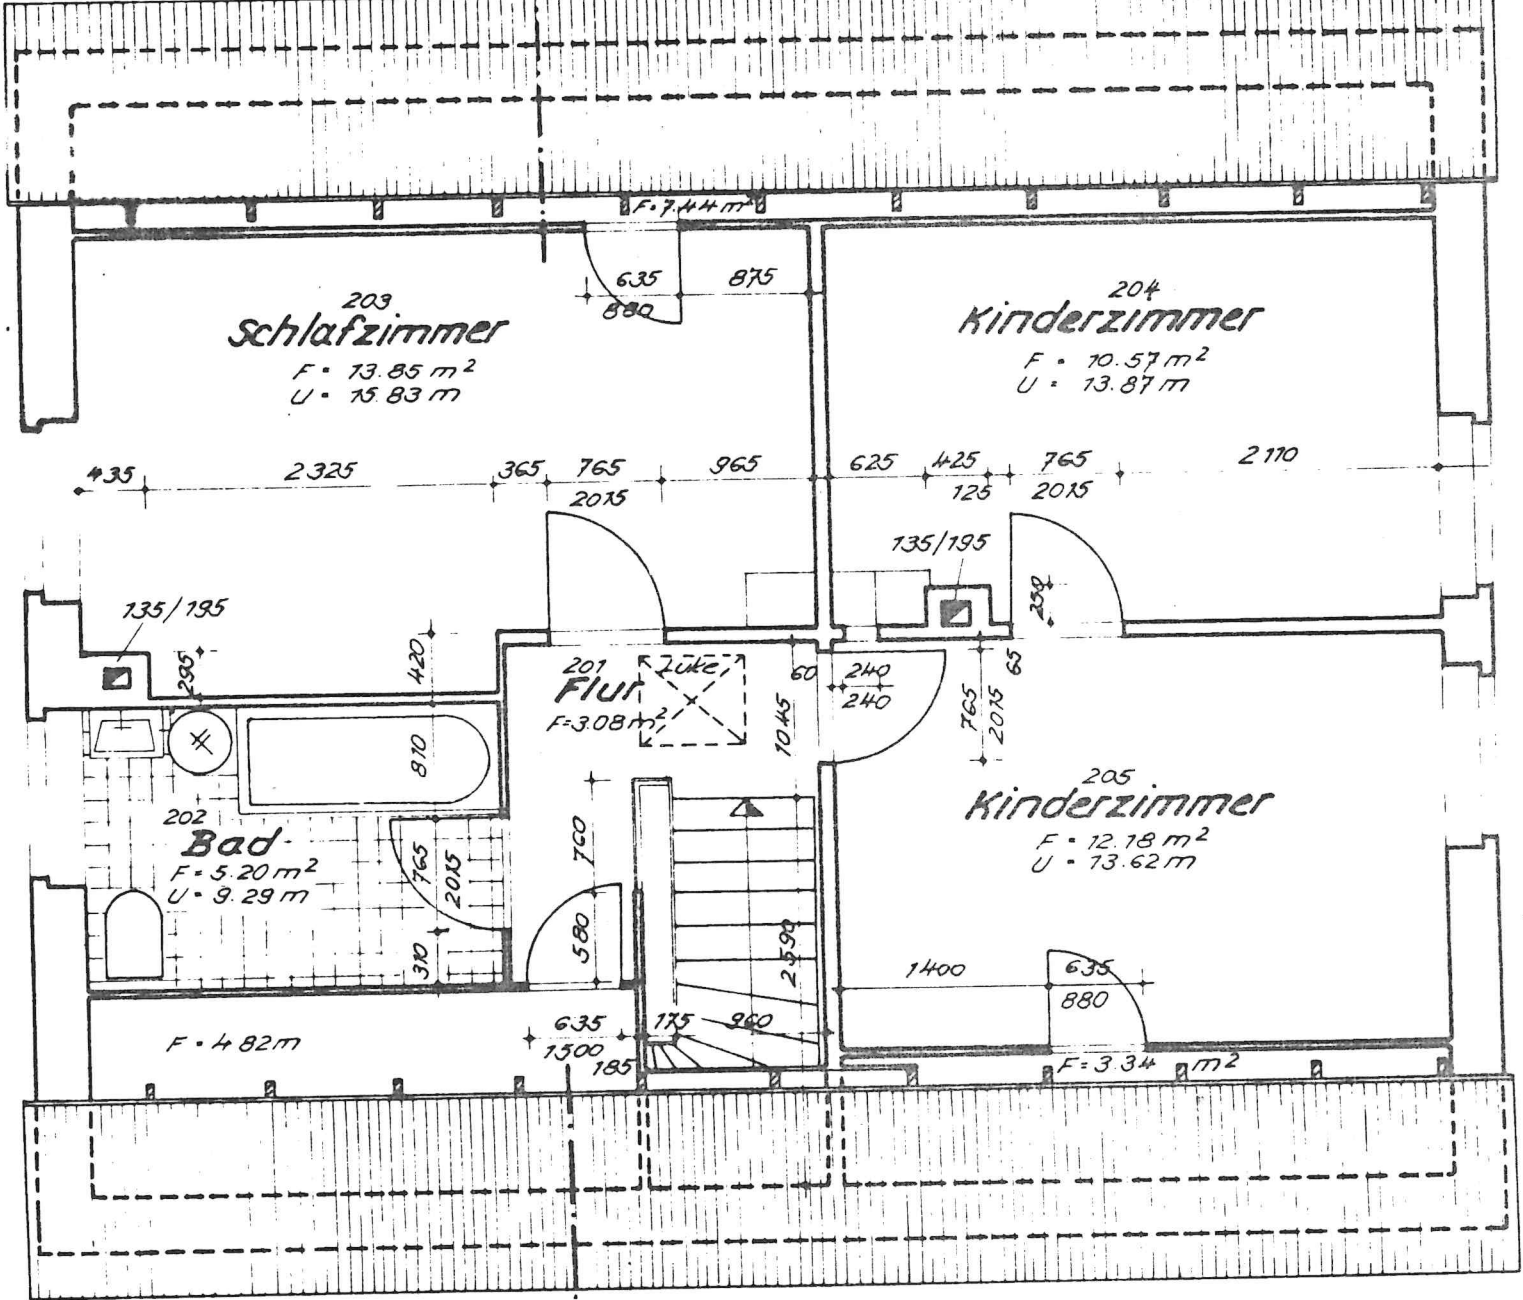 F=7.44 m²
635
875
880
203
Schlafzimmer
F = 13.85 m²
U = 15.83 m
204
Kinderzimmer
F = 10.57 m²
U = 13.87 m
435
2325
365
765
965
625
425
765
2110
2015
125
2015
135/195
135/195
250
295
420
201
Flur
F=3.08 m²
Luke
60
240
240
65
765
2015
1045
810
202
Bad
F = 5.20 m²
U = 9.29 m
765
2015
310
760
580
205
Kinderzimmer
F = 12.18 m²
U = 13.62 m
2590
1400
635
880
F = 4.82 m
635
175
960
1500
185
F = 3.34 m²